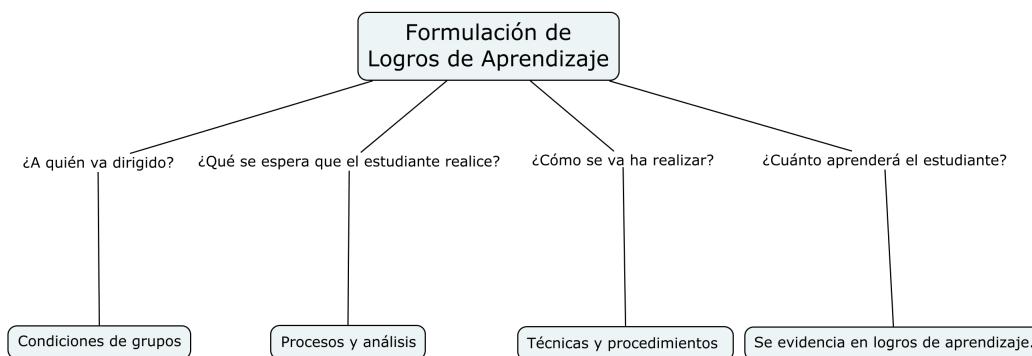 Formulación de
Logros de Aprendizaje
¿A quién va dirigido?
¿Qué se espera que el estudiante realice?
¿Cómo se va ha realizar?
¿Cuánto aprenderá el estudiante?
Condiciones de grupos
Procesos y análisis
Técnicas y procedimientos
Se evidencia en logros de aprendizaje.